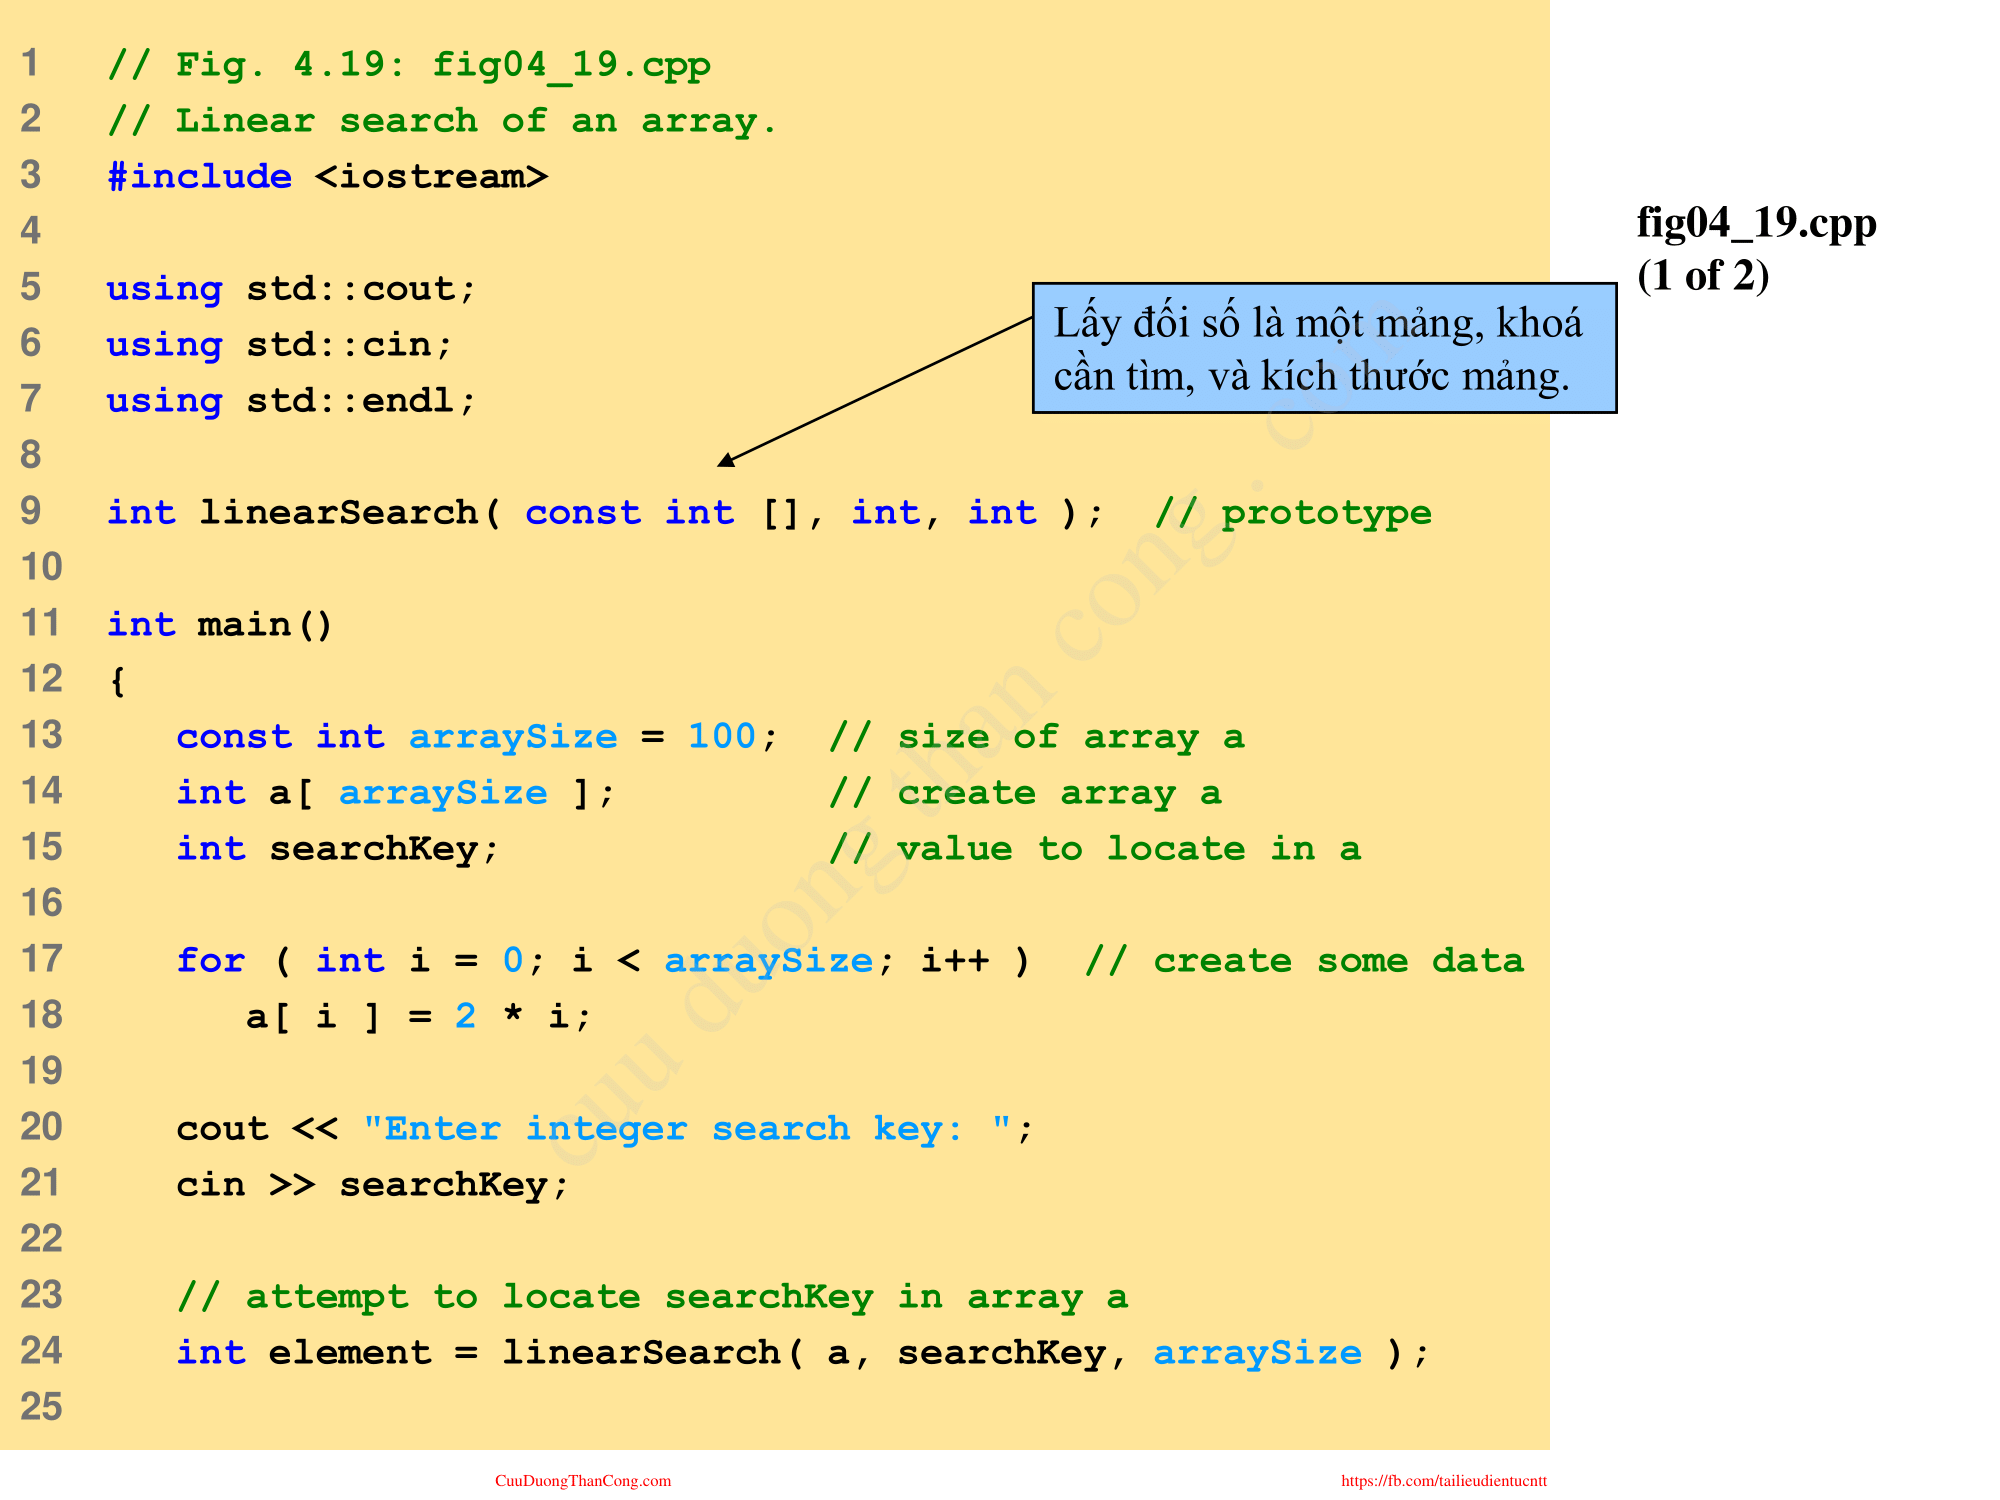 1 // Fig. 4.19: fig04_19.cpp
2 // Linear search of an array.
3 #include <iostream>
4
5 using std::cout;
6 using std::cin;
7 using std::endl;
8
9 int linearSearch( const int [], int, int ); // prototype
10
11 int main()
12 {
13 const int arraySize = 100; // size of array a
14 int a[ arraySize ]; // create array a
15 int searchKey; // value to locate in a
16
17 for ( int i = 0; i < arraySize; i++ ) // create some data
18 a[ i ] = 2 * i;
19
20 cout << "Enter integer search key: ";
21 cin >> searchKey;
22
23 // attempt to locate searchKey in array a
24 int element = linearSearch( a, searchKey, arraySize );
25
Lấy đối số là một mảng, khoá
cần tìm, và kích thước mảng.
fig04_19.cpp
(1 of 2)
cuu duong than cong . com
CuuDuongThanCong.com
https://fb.com/tailieudientucntt